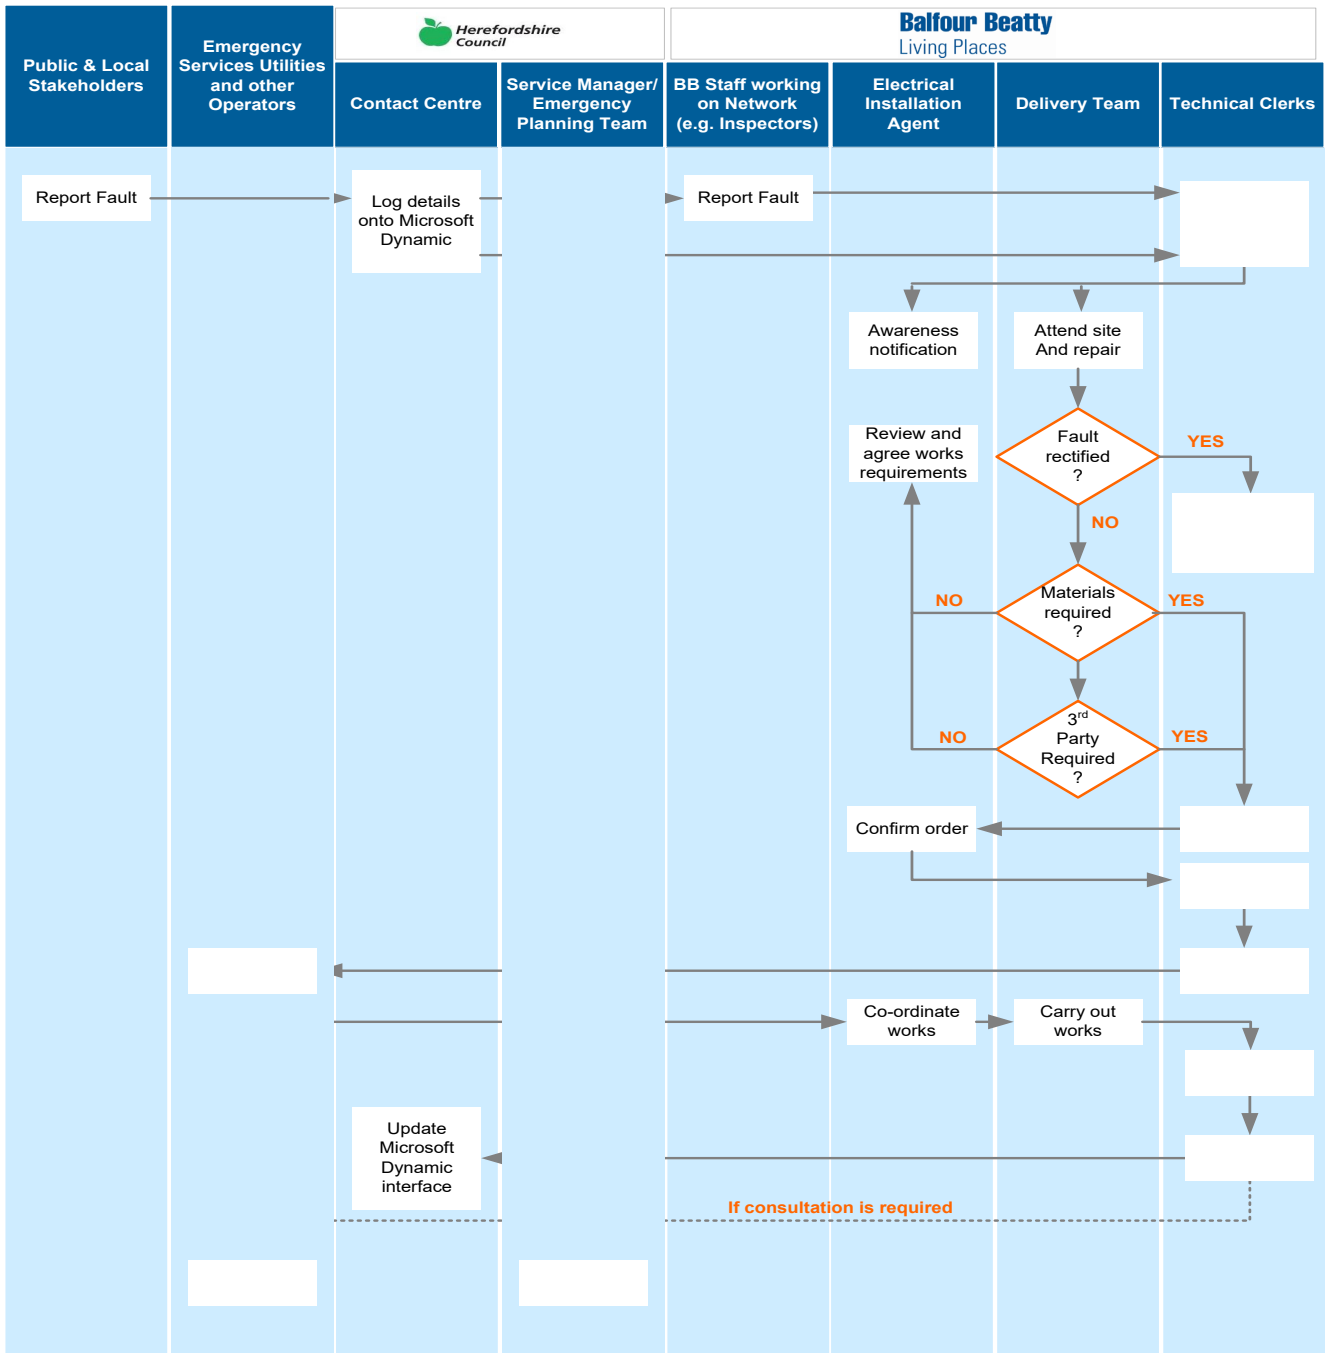 Herefordshire
Council
Balfour Beatty
Living Places
Public & Local
Stakeholders
Emergency
Services Utilities
and other
Operators
Contact Centre
Service Manager/
Emergency
Planning Team
BB Staff working
on Network
(e.g. Inspectors)
Electrical
Installation
Agent
Delivery Team
Technical Clerks
Report Fault
Log details
onto Microsoft
Dynamic
Report Fault
Awareness
notification
Attend site
And repair
Review and
agree works
requirements
Fault
rectified
?
YES
NO
Materials
required
?
NO
YES
3rd
Party
Required
?
NO
YES
Confirm order
Co-ordinate
works
Carry out
works
Update
Microsoft
Dynamic
interface
If consultation is required